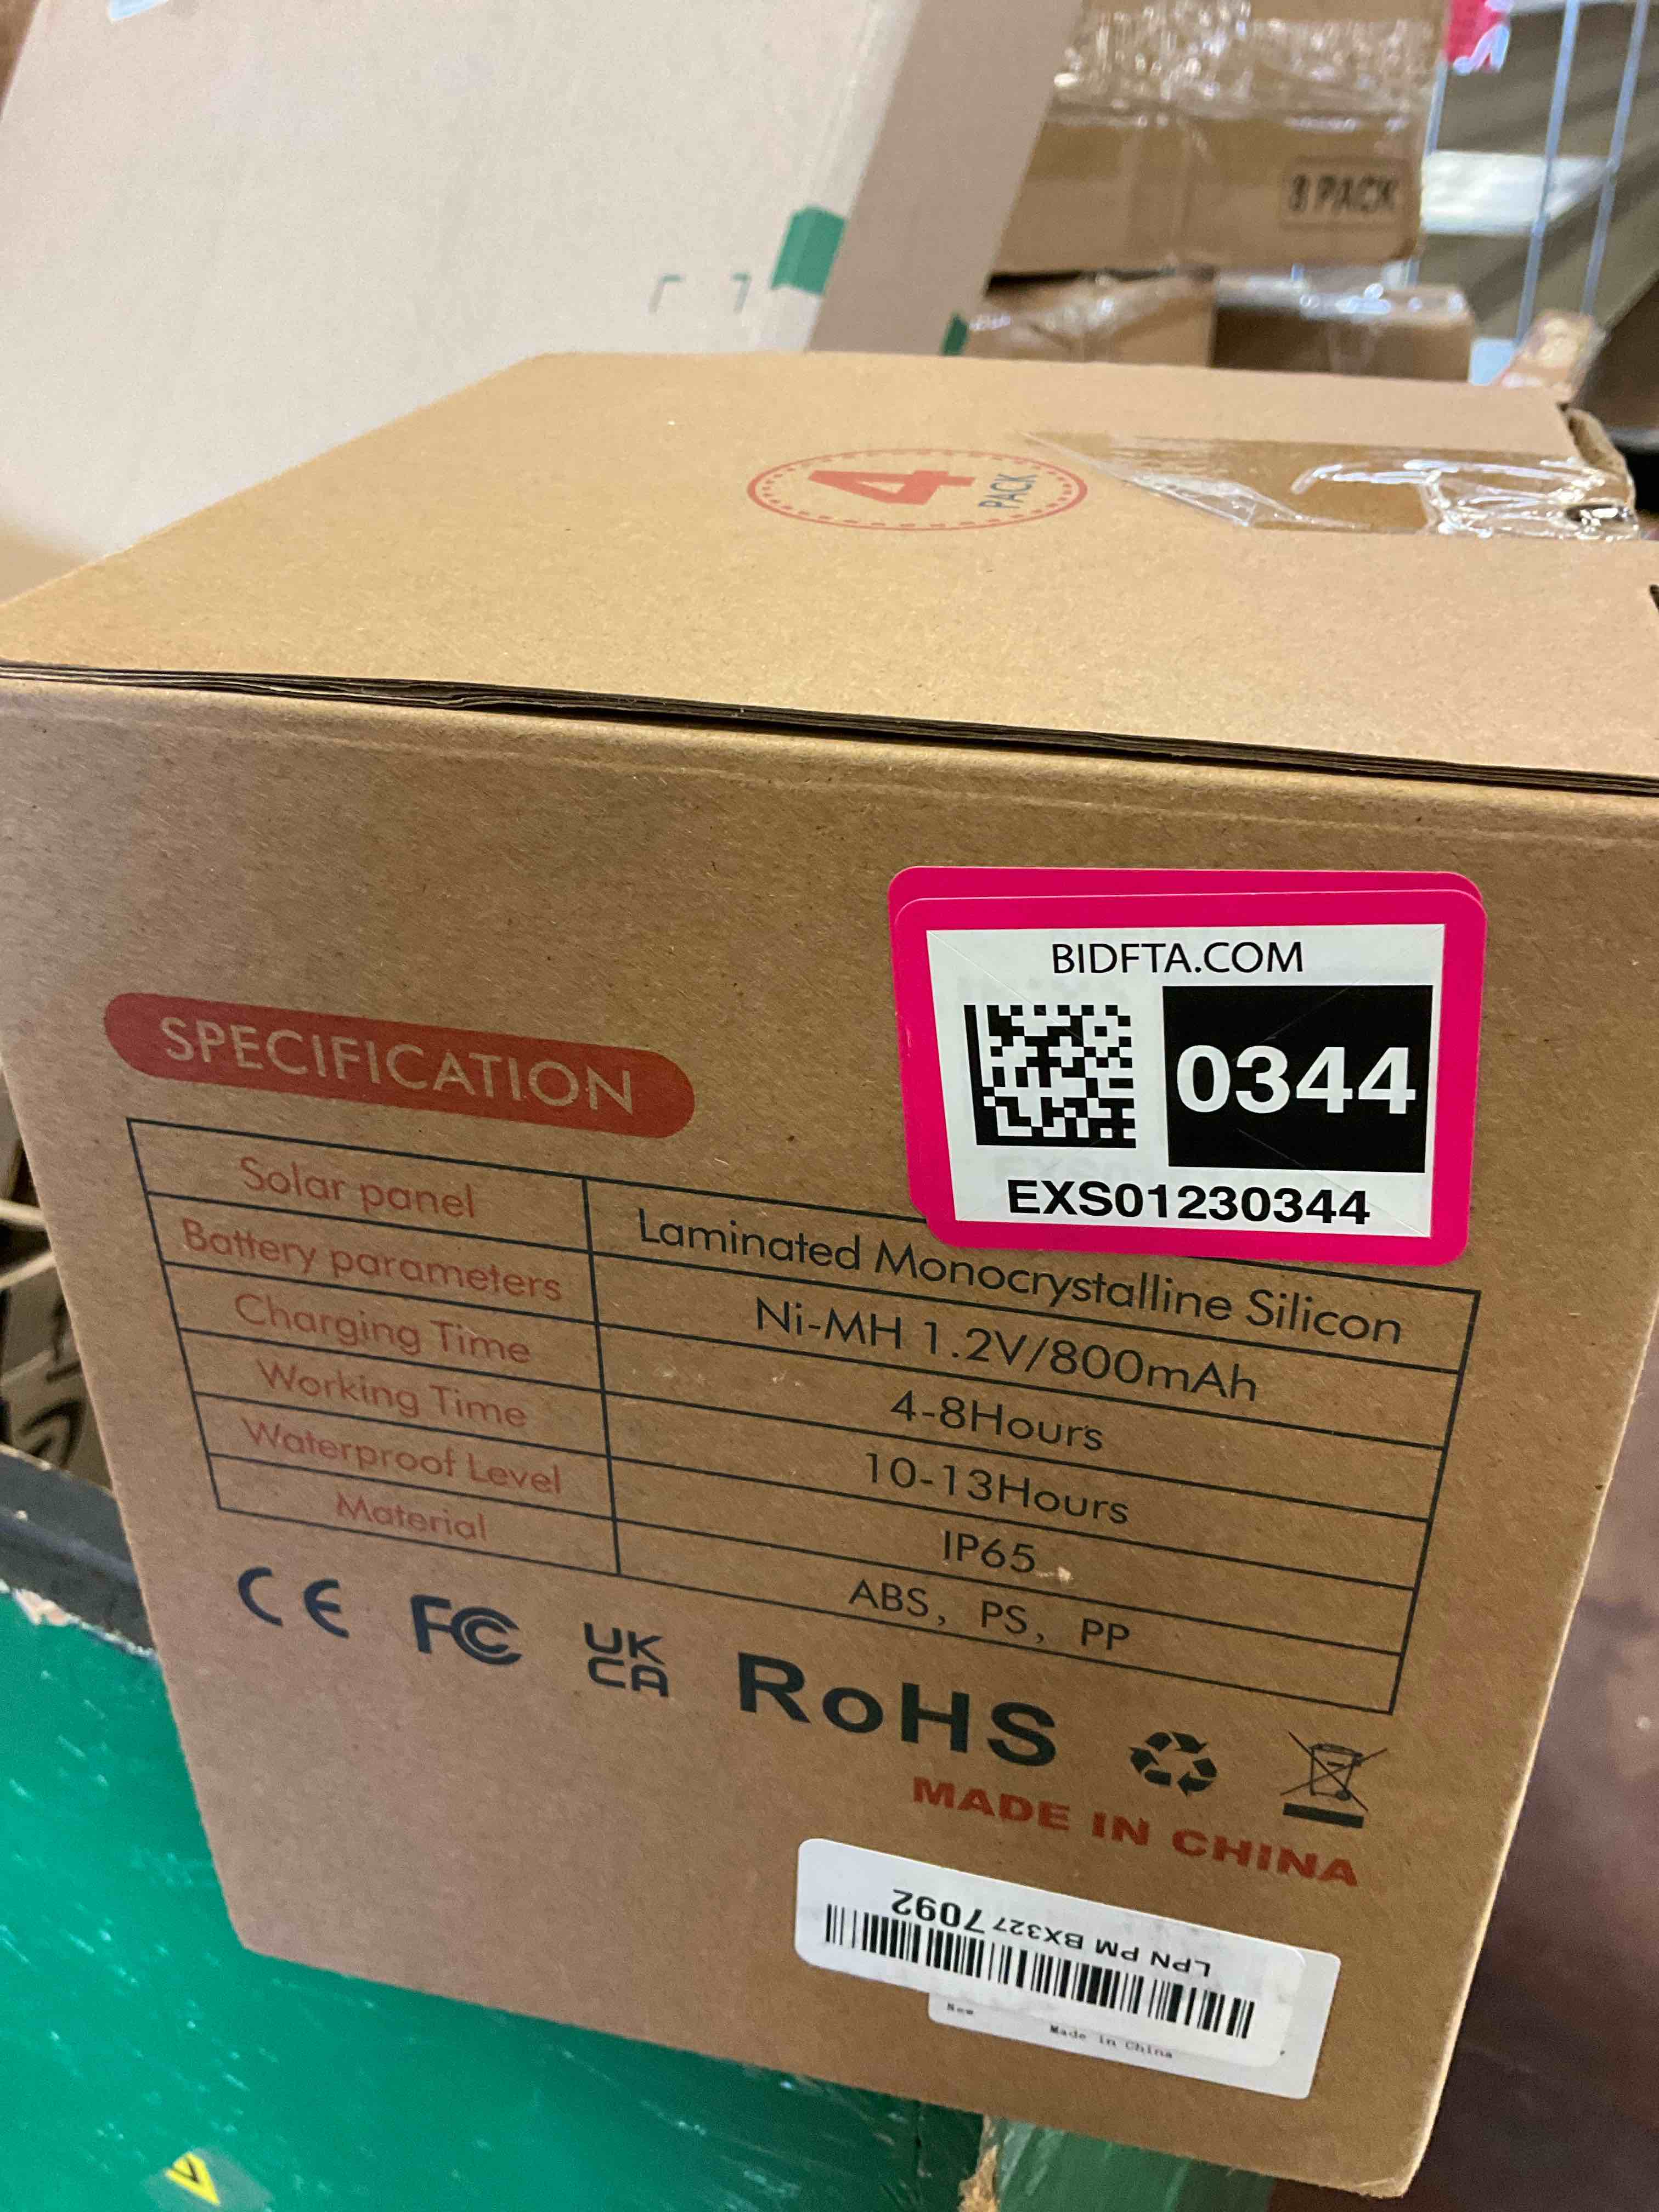 8 PACK
4
PACK
BIDFTA.COM
0344
EXS01230344
SPECIFICATION
Solar panel Laminated Monocrystalline Silicon
Battery parameters Ni-MH 1.2V/800mAh
Charging Time 4-8Hours
Working Time 10-13Hours
Waterproof Level IP65
Material ABS, PS, PP
CE FC UK CA RoHS
MADE IN CHINA
LPN PM BX327 7092
New
Made in China